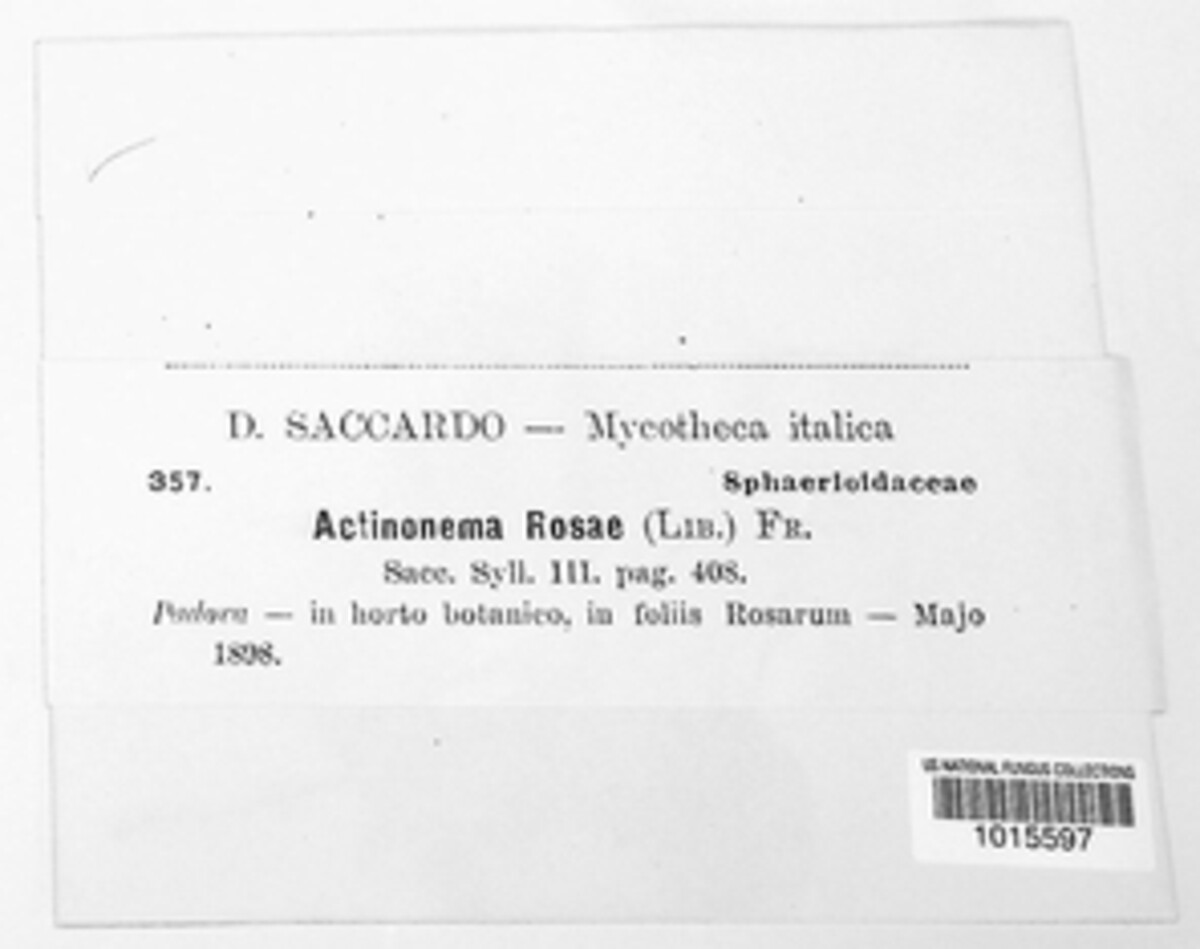 D. SACCARDO — Mycotheca italica
357.
Sphaerioidaceae
Actinonema Rosae (LIB.) FR.
Sacc. Syll. III. pag. 408.
Padova — in horto botanico, in foliis Rosarum — Majo
1898.
US NATIONAL FUNGUS COLLECTIONS
1015597